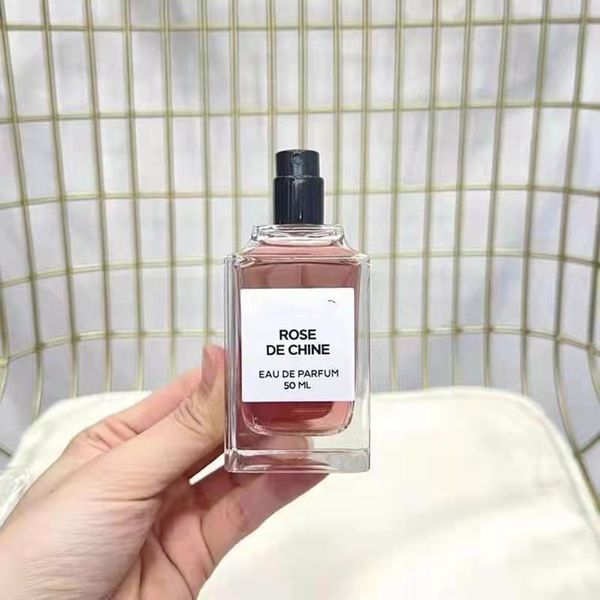 ROSE
DE CHINE
EAU DE PARFUM
50 ML